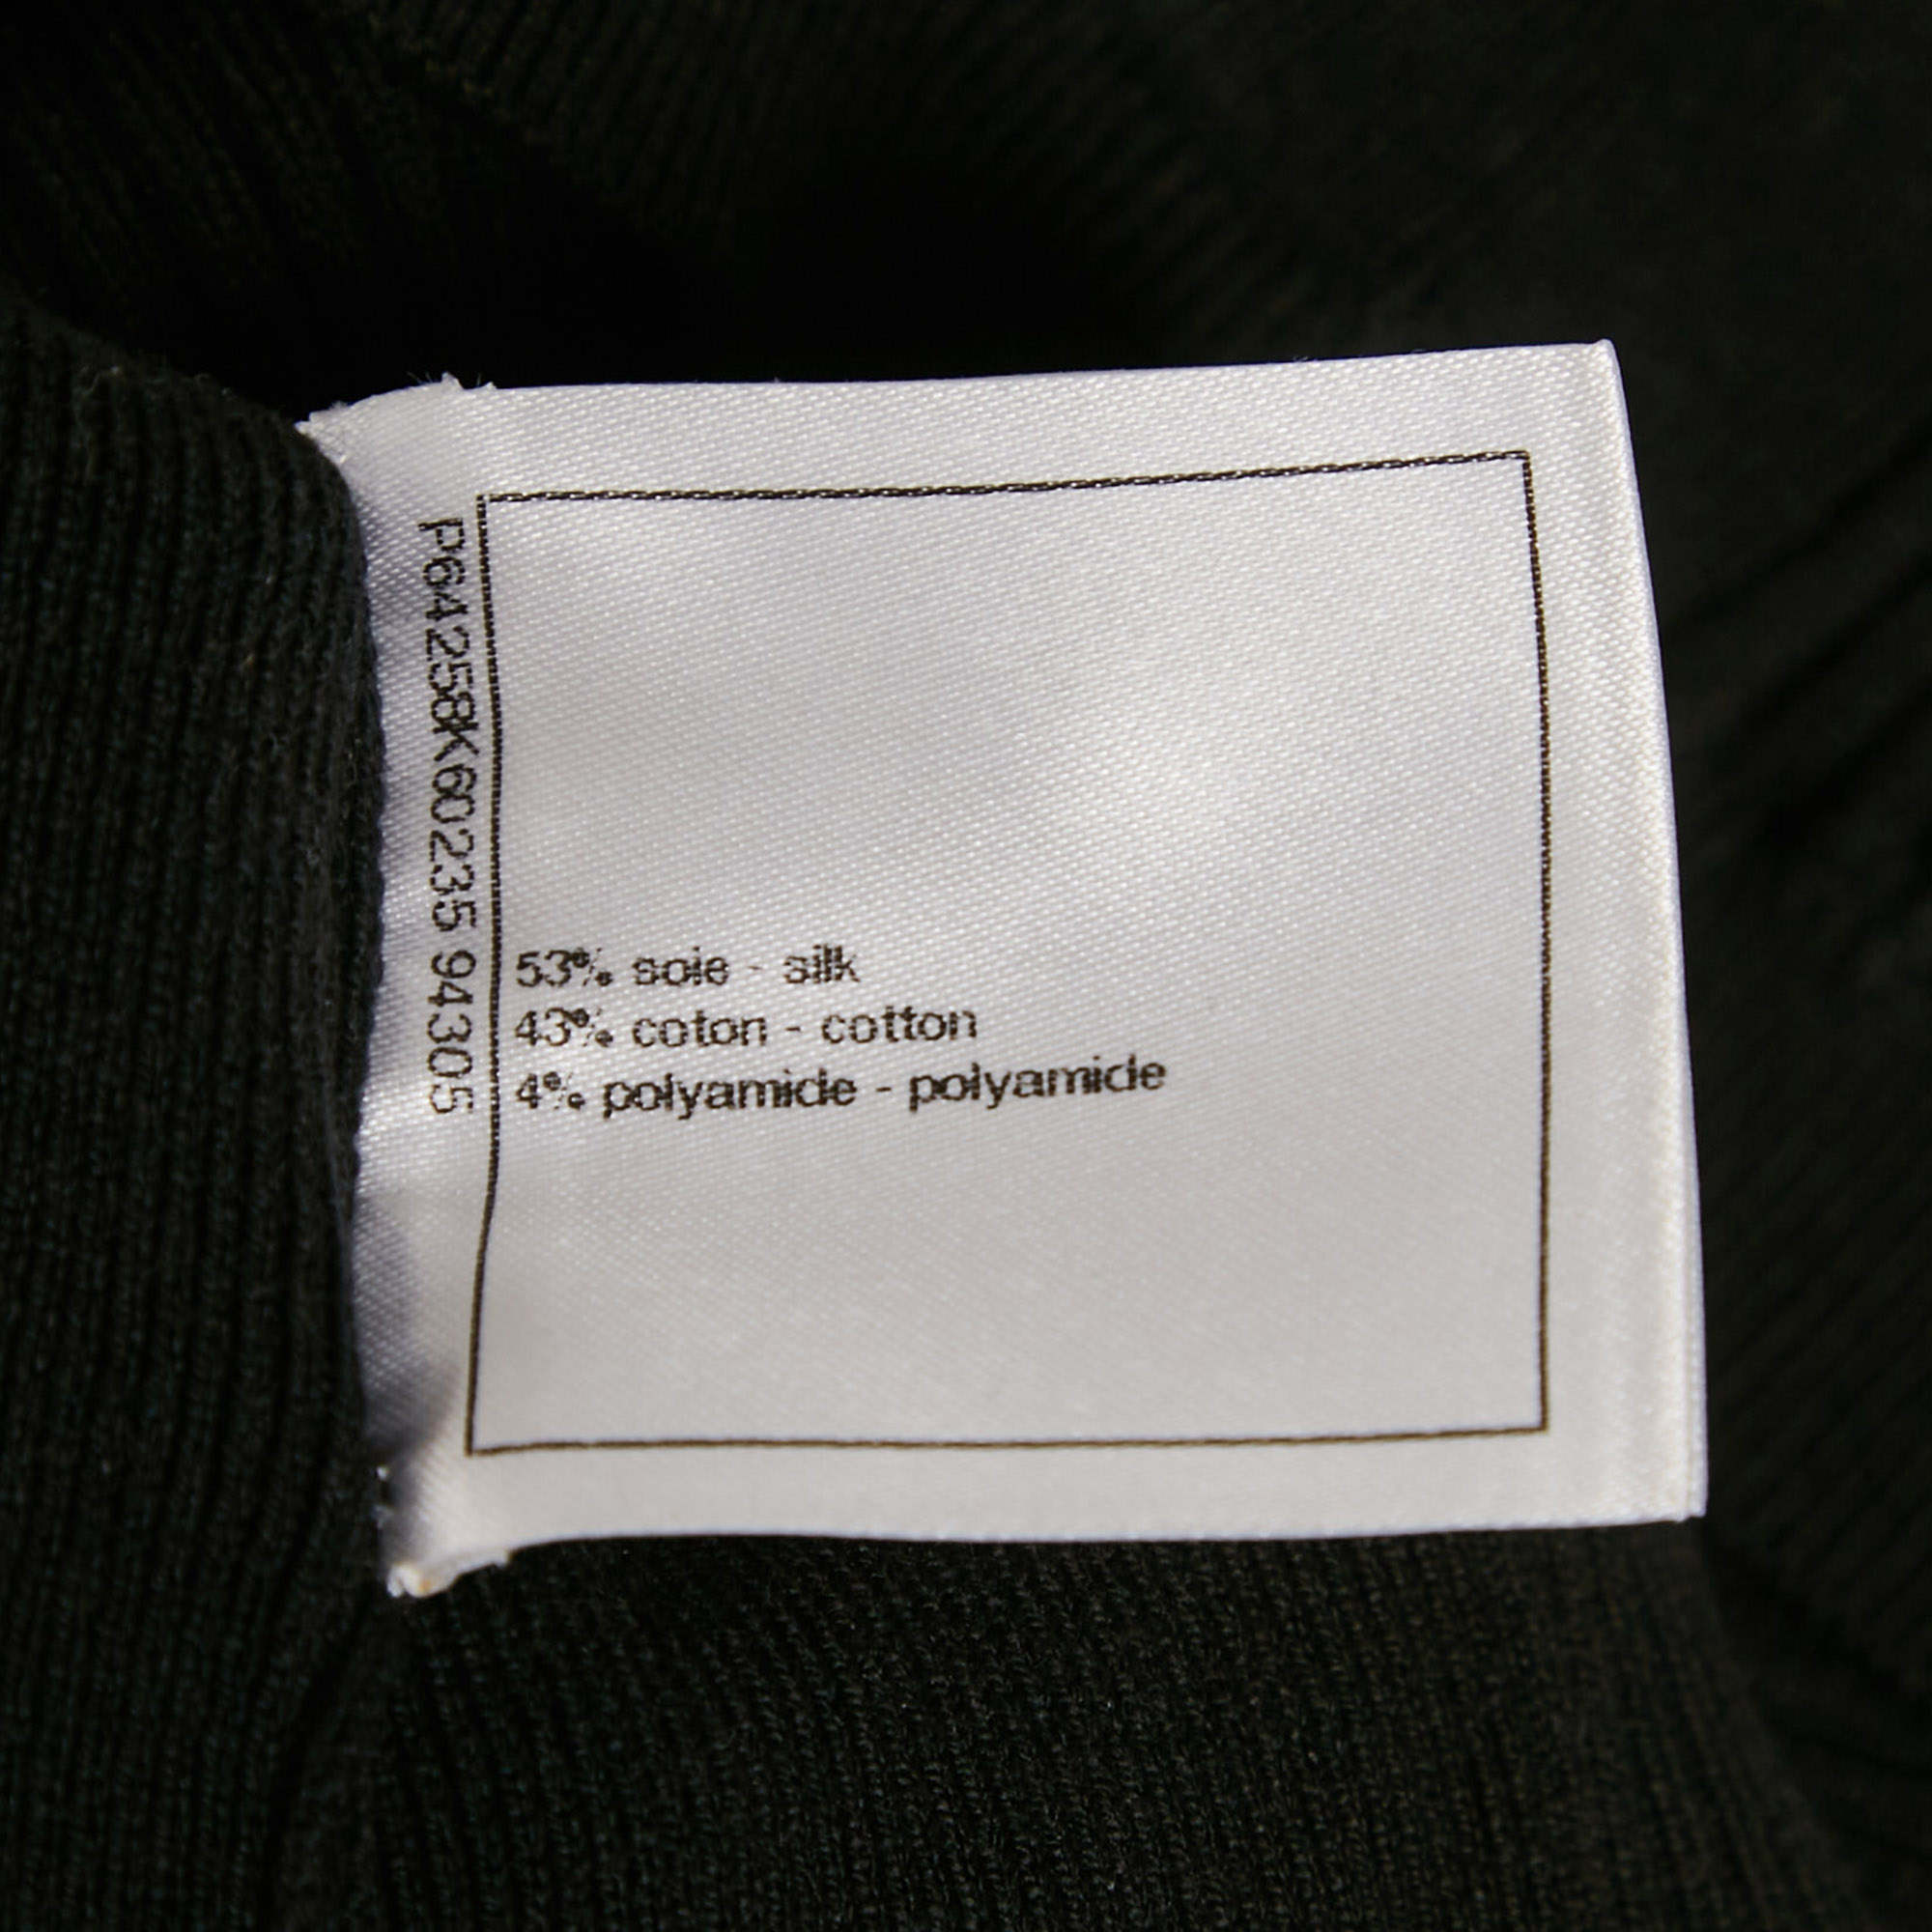 P64258K60235 94305
53% soie - silk
43% coton - cotton
4% polyamide - polyamide